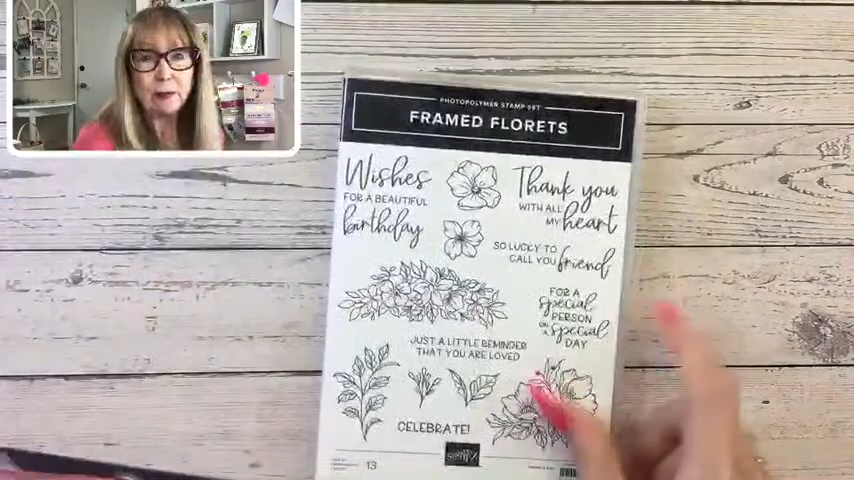 PHOTOPOLYMER STAMP SET
FRAMED FLORETS
Wishes
FOR A BEAUTIFUL
birthday
Thank you
WITH ALL
MY heart
SO LUCKY TO
CALL YOU friend
FOR A
special
PERSON
ON A special
DAY
JUST A LITTLE REMINDER
THAT YOU ARE LOVED
CELEBRATE!
13